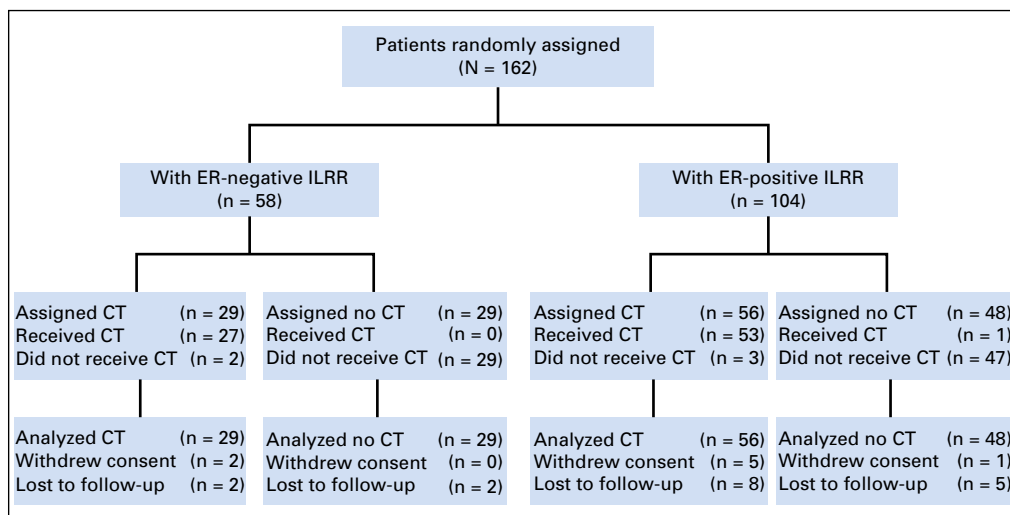 Patients randomly assigned
(N = 162)
With ER-negative ILRR
(n = 58)
With ER-positive ILRR
(n = 104)
Assigned CT (n = 29)
Received CT (n = 27)
Did not receive CT (n = 2)
Assigned no CT (n = 29)
Received CT (n = 0)
Did not receive CT (n = 29)
Assigned CT (n = 56)
Received CT (n = 53)
Did not receive CT (n = 3)
Assigned no CT (n = 48)
Received CT (n = 1)
Did not receive CT (n = 47)
Analyzed CT (n = 29)
Withdrew consent (n = 2)
Lost to follow-up (n = 2)
Analyzed no CT (n = 29)
Withdrew consent (n = 0)
Lost to follow-up (n = 2)
Analyzed CT (n = 56)
Withdrew consent (n = 5)
Lost to follow-up (n = 8)
Analyzed no CT (n = 48)
Withdrew consent (n = 1)
Lost to follow-up (n = 5)